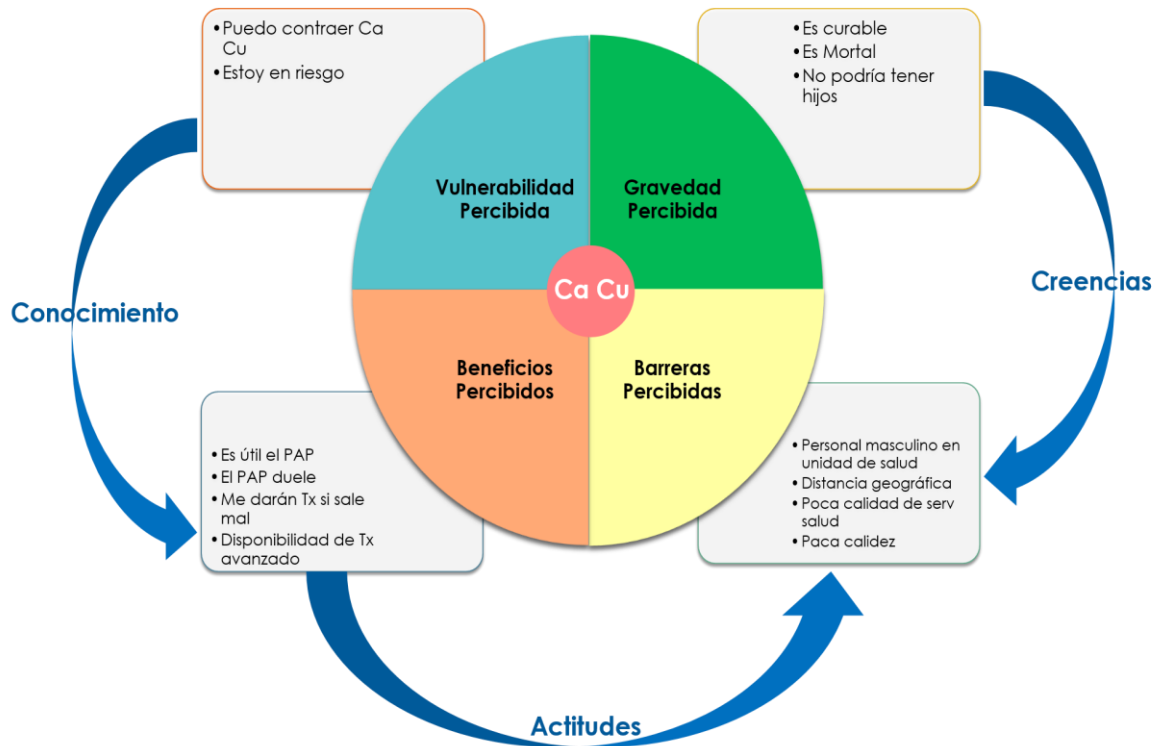 • Puedo contraer Ca
Cu
• Estoy en riesgo
• Es curable
• Es Mortal
• No podría tener
hijos
Vulnerabilidad
Percibida
Gravedad
Percibida
Ca Cu
Conocimiento
Creencias
Beneficios
Percibidos
Barreras
Percibidas
• Es útil el PAP
• El PAP duele
• Me darán Tx si sale
mal
• Disponibilidad de Tx
avanzado
• Personal masculino en
unidad de salud
• Distancia geográfica
• Poca calidad de serv
salud
• Paca calidez
Actitudes